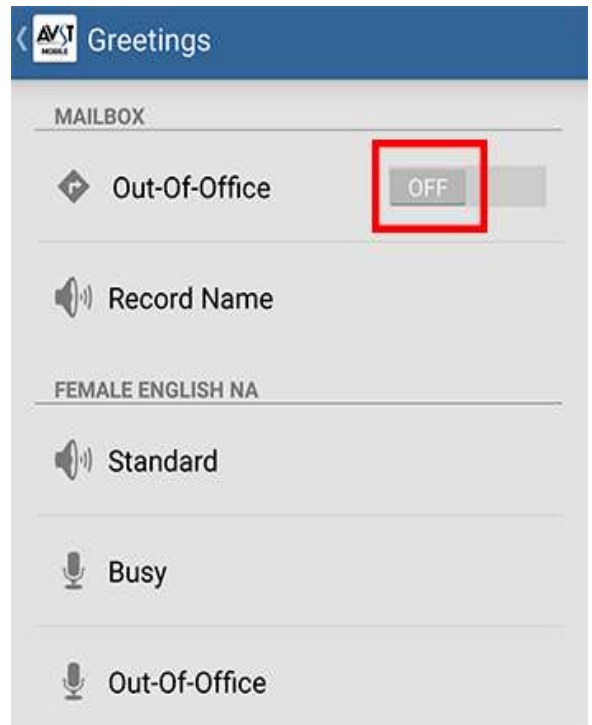 AVST
MOBILE
Greetings
MAILBOX
Out-Of-Office
OFF
Record Name
FEMALE ENGLISH NA
Standard
Busy
Out-Of-Office